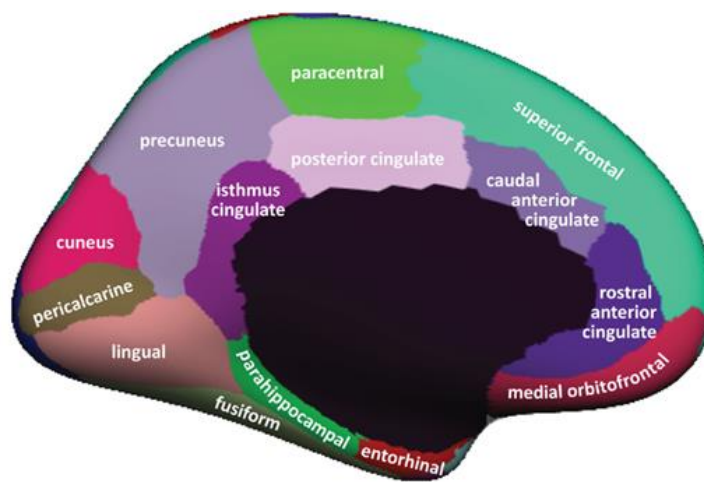 paracentral
superior frontal
precuneus
posterior cingulate
isthmus
cingulate
caudal
anterior
cingulate
cuneus
pericalcarine
rostral
anterior
cingulate
lingual
parahippocampal
medial orbitofrontal
fusiform
entorhinal